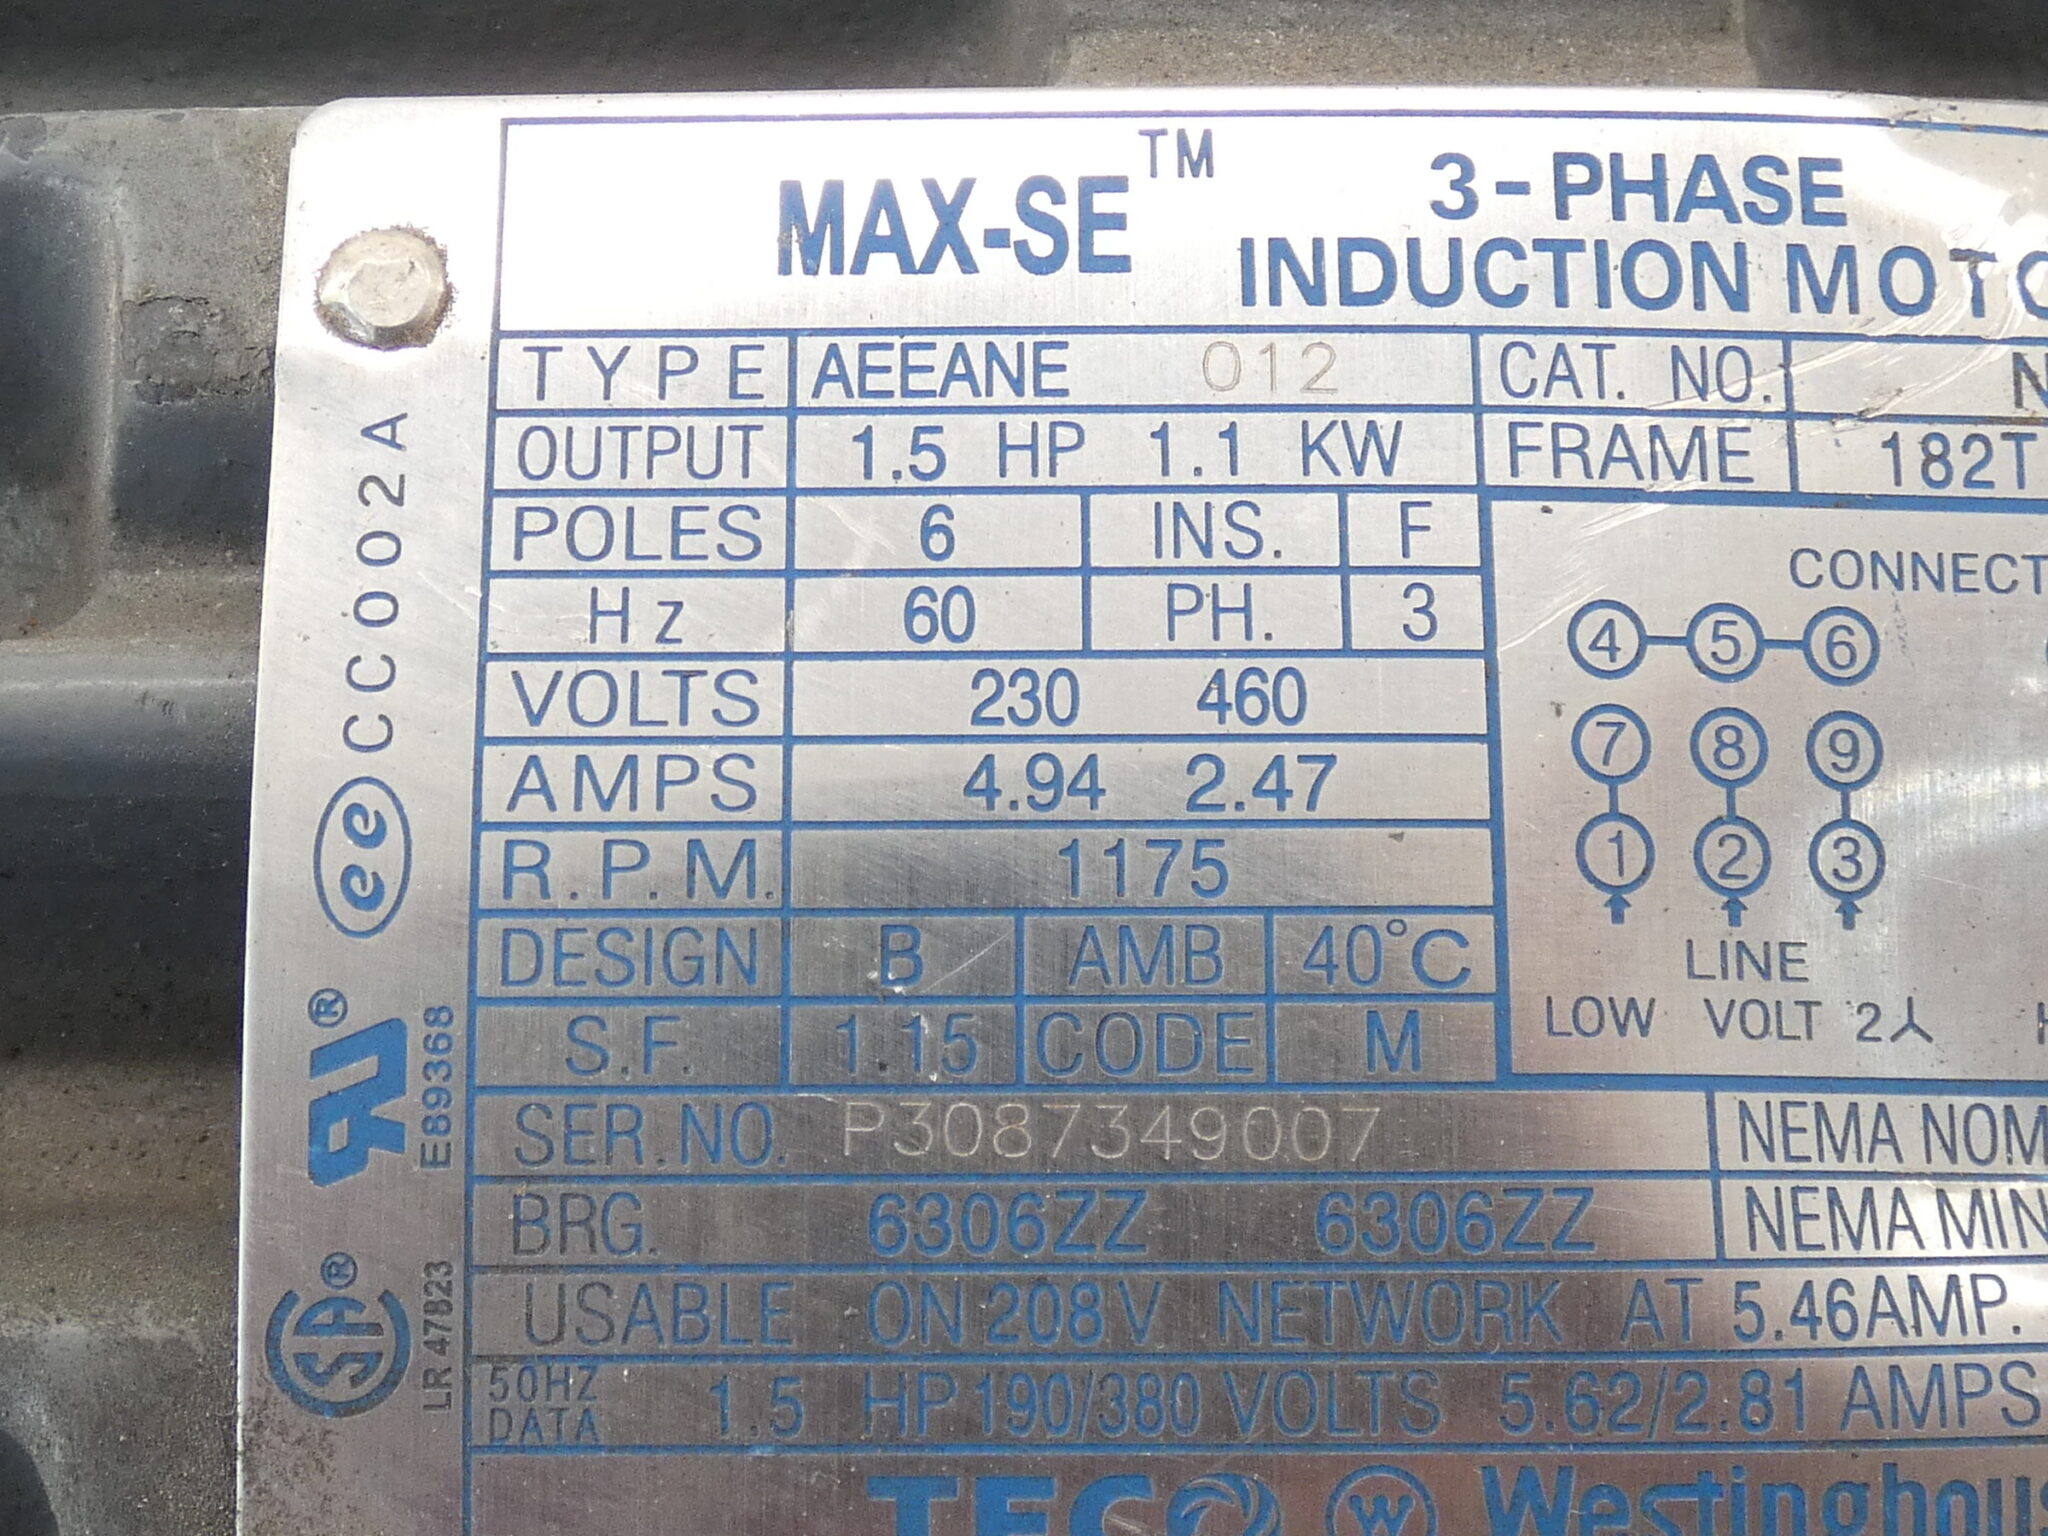 MAX-SE™
3-PHASE
INDUCTION MOTO
TYPE AEEANE 012 CAT. NO. N
OUTPUT 1.5 HP 1.1 KW FRAME 182T
POLES 6 INS. F
Hz 60 PH. 3
VOLTS 230 460
AMPS 4.94 2.47
R.P.M. 1175
DESIGN B AMB 40°C
S.F. 1.15 CODE M
CONNECT
4 5 6
7 8 9
1 2 3
LINE
LOW VOLT 2⅄
SER.NO. P3087349007 NEMA NOM
BRG. 6306ZZ 6306ZZ NEMA MIN
USABLE ON 208V NETWORK AT 5.46AMP.
50HZ DATA 1.5 HP 190/380 VOLTS 5.62/2.81 AMPS
TECO W Westinghous
ee CC002A
UR® E89368
SA® LR 47823